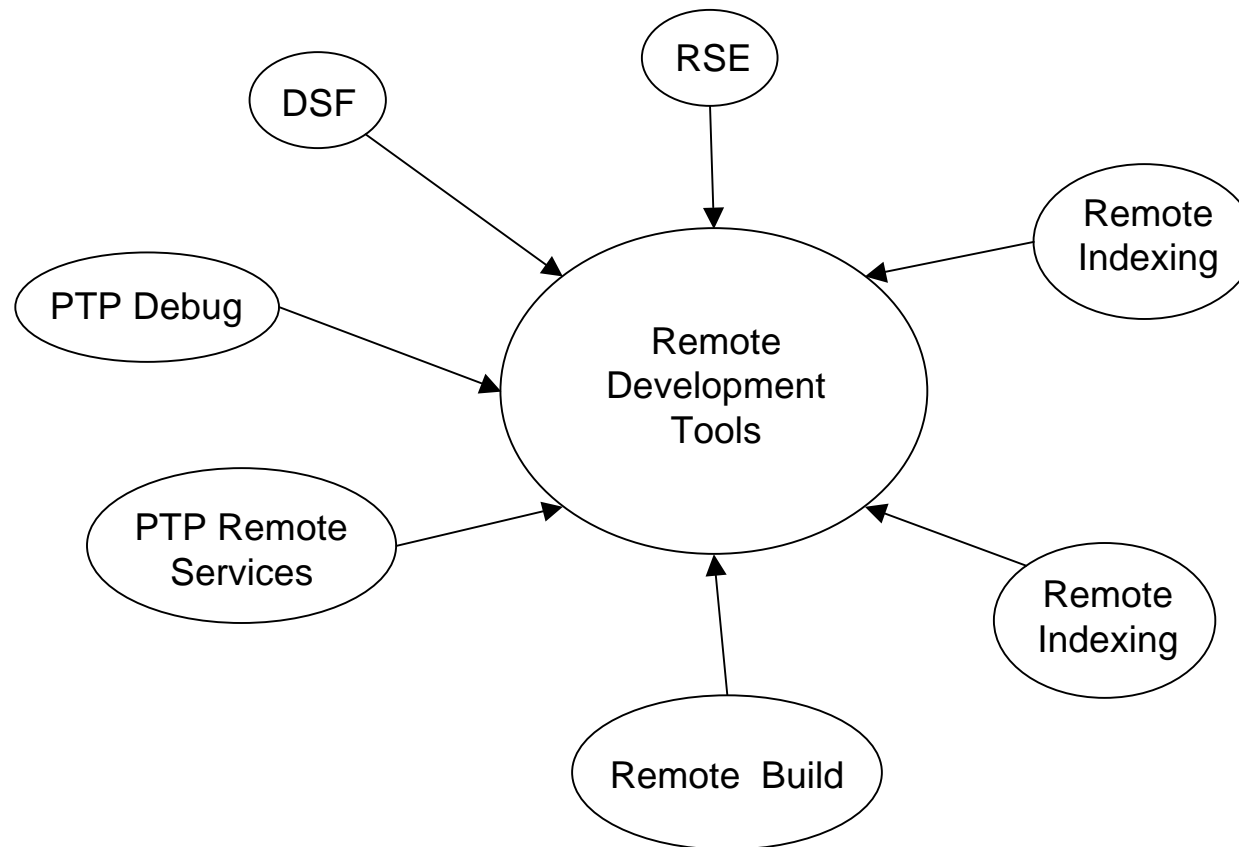 RSE
DSF
Remote
Indexing
PTP Debug
Remote
Development
Tools
PTP Remote
Services
Remote
Indexing
Remote Build